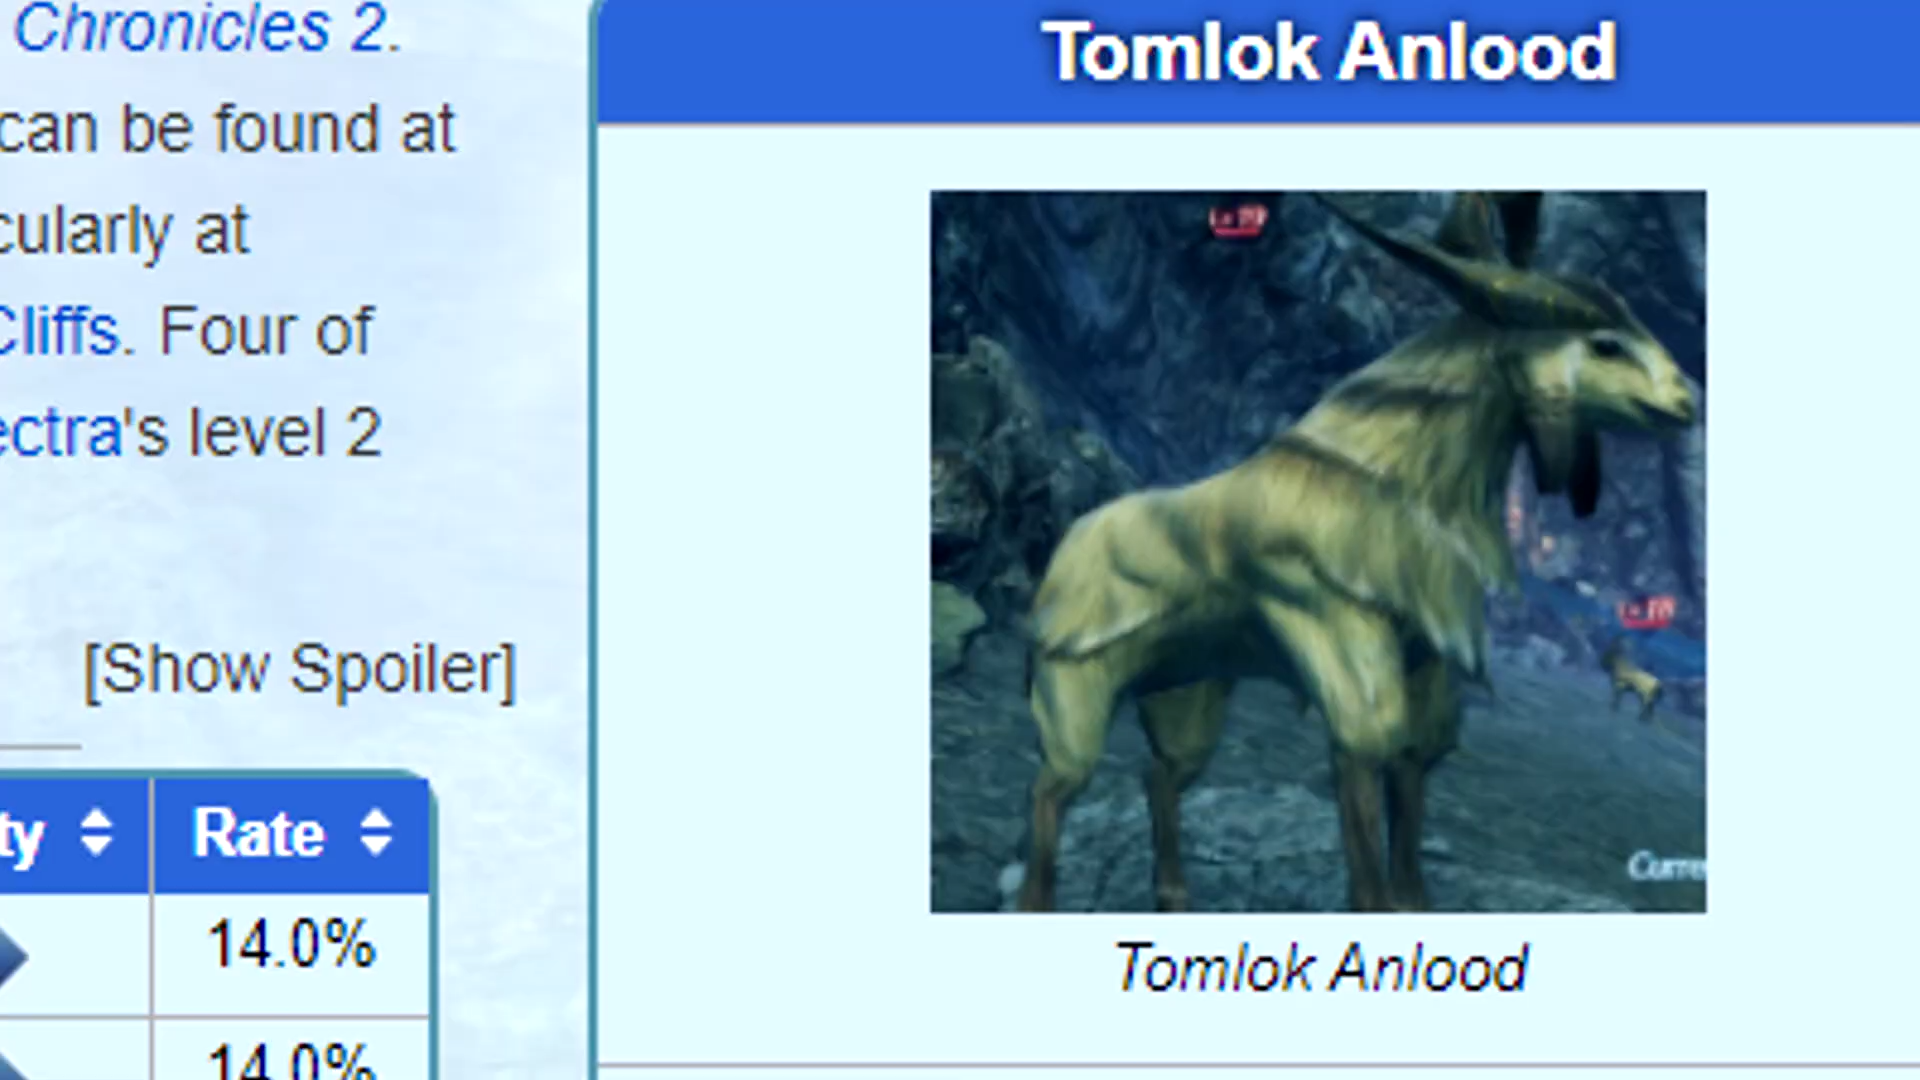 Chronicles 2.
can be found at
cularly at
Cliffs. Four of
ectra's level 2
[Show Spoiler]
ty Rate
14.0%
14.0%
Tomlok Anlood
Curre
Tomlok Anlood